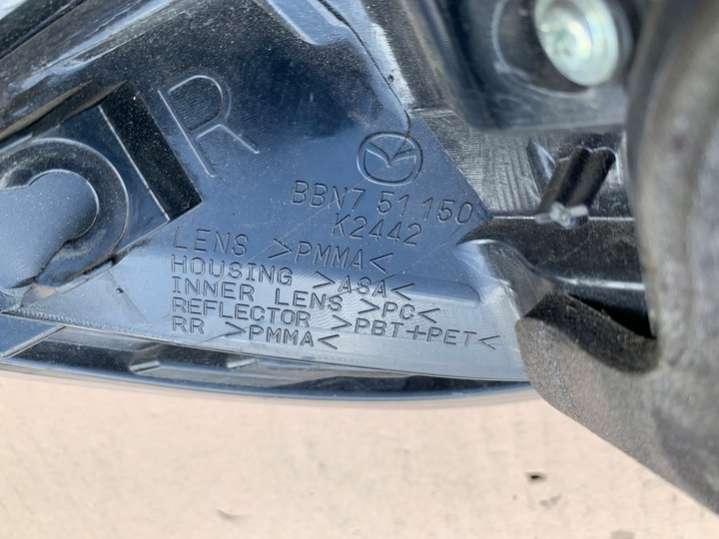 R
BBN7 51 150
K2442
LENS >PMMA<
HOUSING >ASA<
INNER LENS >PC<
REFLECTOR >PBT+PET<
RR >PMMA<